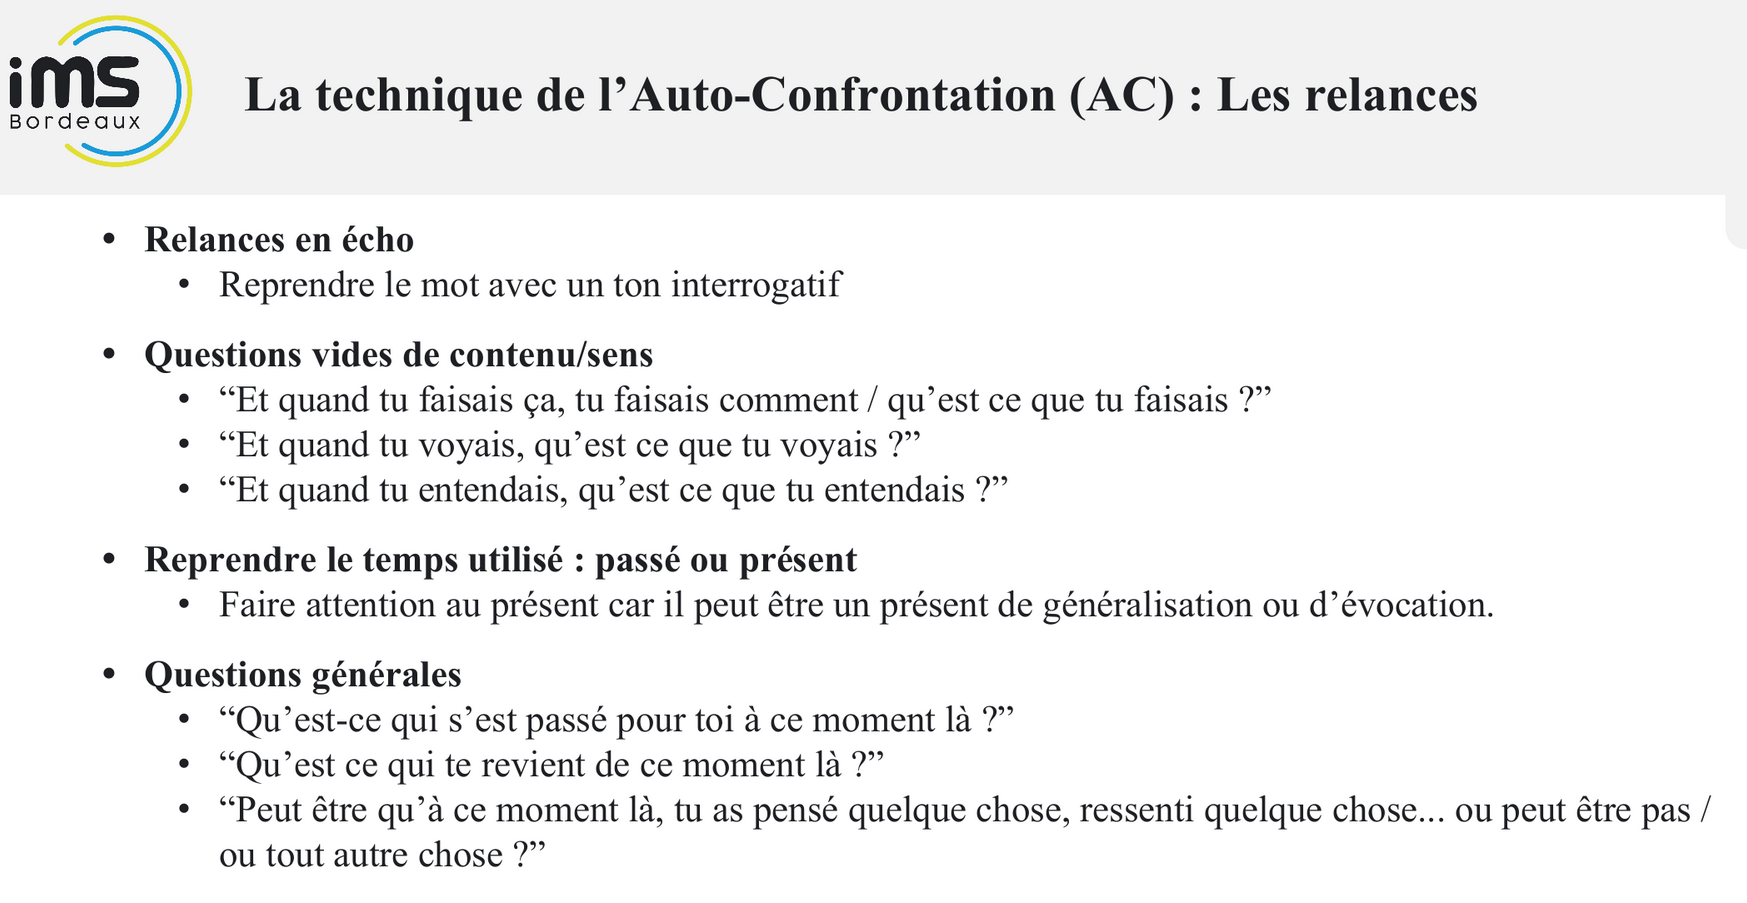 ims
Bordeaux
La technique de l’Auto-Confrontation (AC) : Les relances
• Relances en écho
• Reprendre le mot avec un ton interrogatif
• Questions vides de contenu/sens
• “Et quand tu faisais ça, tu faisais comment / qu’est ce que tu faisais ?”
• “Et quand tu voyais, qu’est ce que tu voyais ?”
• “Et quand tu entendais, qu’est ce que tu entendais ?”
• Reprendre le temps utilisé : passé ou présent
• Faire attention au présent car il peut être un présent de généralisation ou d’évocation.
• Questions générales
• “Qu’est-ce qui s’est passé pour toi à ce moment là ?”
• “Qu’est ce qui te revient de ce moment là ?”
• “Peut être qu’à ce moment là, tu as pensé quelque chose, ressenti quelque chose... ou peut être pas /
ou tout autre chose ?”